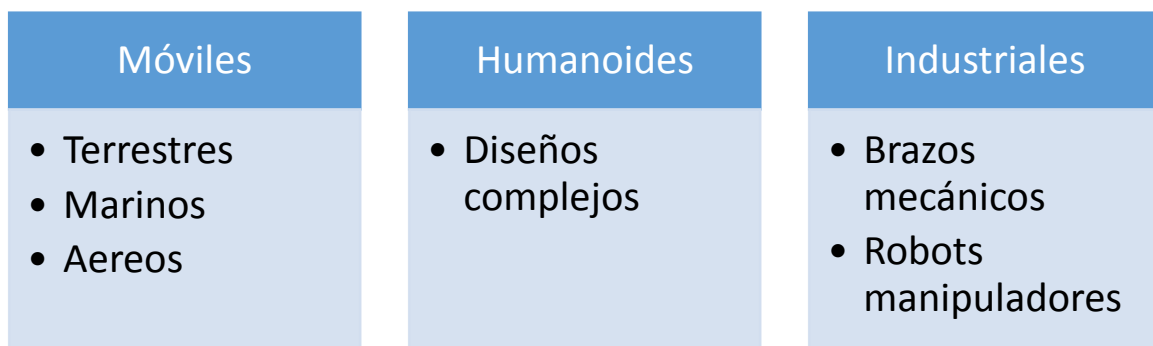 Móviles
• Terrestres
• Marinos
• Aereos
Humanoides
• Diseños
complejos
Industriales
• Brazos
mecánicos
• Robots
manipuladores